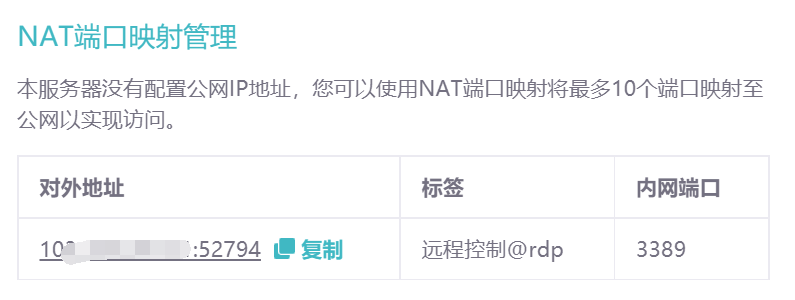 NAT端口映射管理
本服务器没有配置公网IP地址，您可以使用NAT端口映射将最多10个端口映射至
公网以实现访问。
对外地址 标签 内网端口
:52794 复制 远程控制@rdp 3389